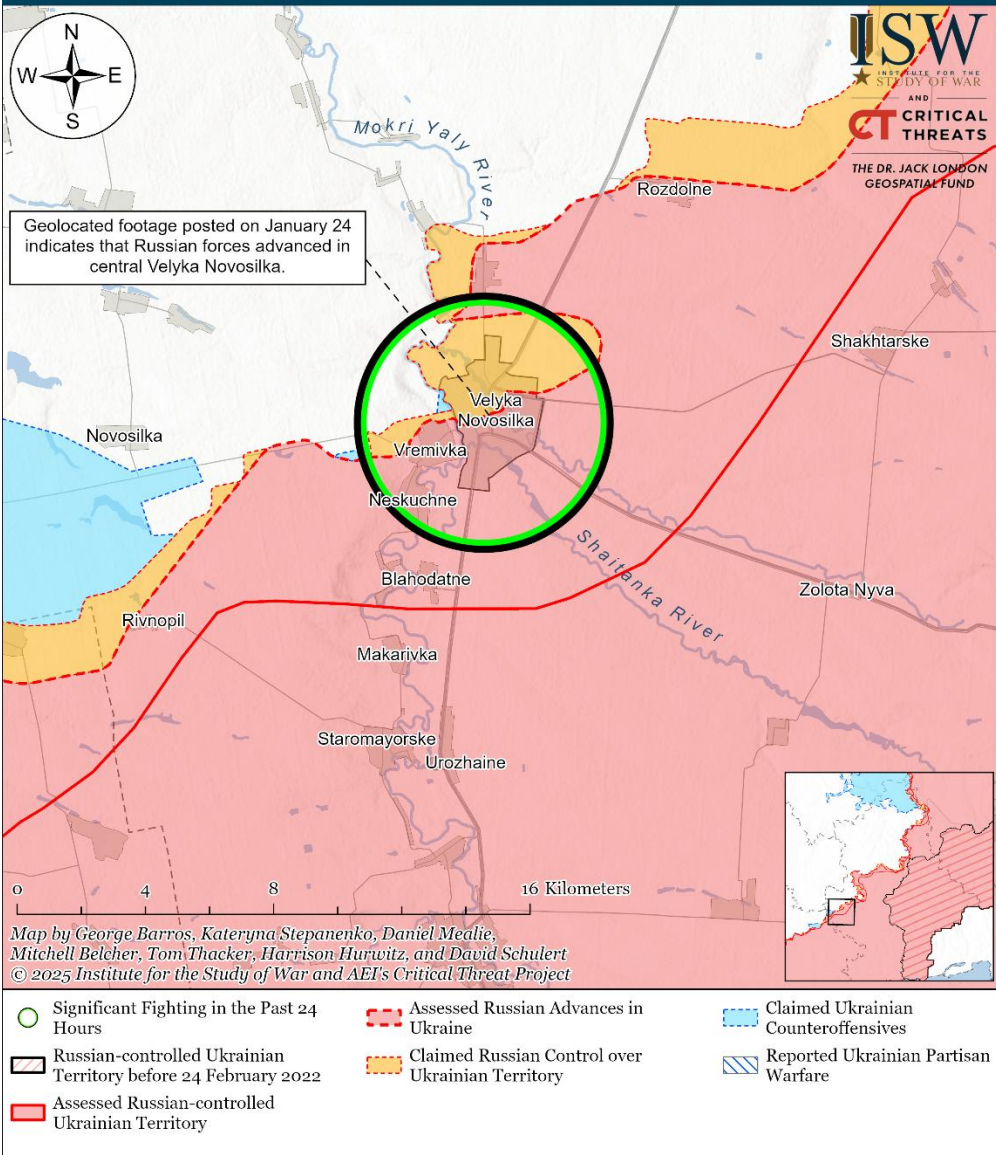 N
W E
S
ISW
INSTITUTE FOR THE
STUDY OF WAR
AND
CT CRITICAL
THREATS
THE DR. JACK LONDON
GEOSPATIAL FUND
Mokri Yaly River
Rozdolne
Geolocated footage posted on January 24
indicates that Russian forces advanced in
central Velyka Novosilka.
Shakhtarske
Velyka
Novosilka
Novosilka
Vremivka
Neskuchne
Shaitanka River
Blahodatne
Zolota Nyva
Rivnopil
Makarivka
Staromayorske
Urozhaine
0 4 8 16 Kilometers
Map by George Barros, Kateryna Stepanenko, Daniel Mealie,
Mitchell Belcher, Tom Thacker, Harrison Hurwitz, and David Schulert
© 2025 Institute for the Study of War and AEI's Critical Threat Project
Significant Fighting in the Past 24
Hours
Russian-controlled Ukrainian
Territory before 24 February 2022
Assessed Russian-controlled
Ukrainian Territory
Assessed Russian Advances in
Ukraine
Claimed Russian Control over
Ukrainian Territory
Claimed Ukrainian
Counteroffensives
Reported Ukrainian Partisan
Warfare